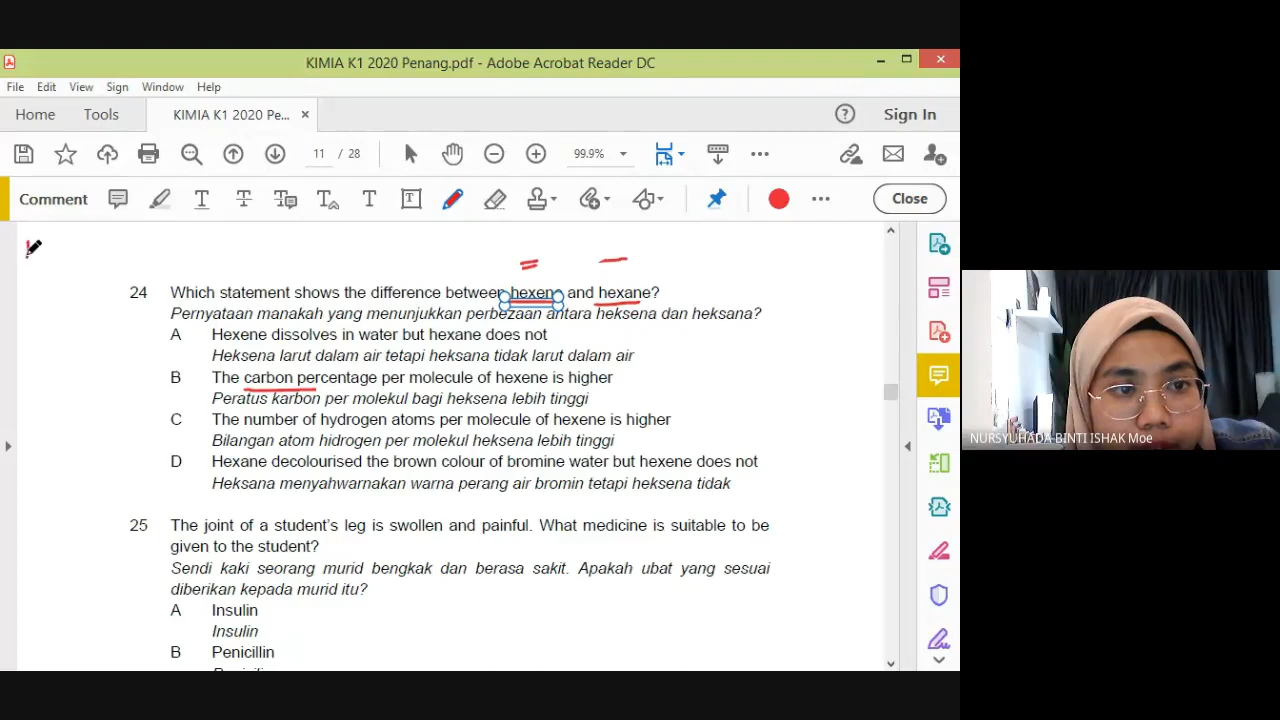 KIMIA K1 2020 Penang.pdf - Adobe Acrobat Reader DC
File Edit View Sign Window Help
Home Tools KIMIA K1 2020 Pe... × Sign In
11 / 28 99.9%
Comment Close
24 Which statement shows the difference between hexene and hexane?
Pernyataan manakah yang menunjukkan perbezaan antara heksena dan heksana?
A Hexene dissolves in water but hexane does not
Heksena larut dalam air tetapi heksana tidak larut dalam air
B The carbon percentage per molecule of hexene is higher
Peratus karbon per molekul bagi heksena lebih tinggi
C The number of hydrogen atoms per molecule of hexene is higher
Bilangan atom hidrogen per molekul heksena lebih tinggi
D Hexane decolourised the brown colour of bromine water but hexene does not
Heksana menyahwarnakan warna perang air bromin tetapi heksena tidak
25 The joint of a student's leg is swollen and painful. What medicine is suitable to be
given to the student?
Sendi kaki seorang murid bengkak dan berasa sakit. Apakah ubat yang sesuai
diberikan kepada murid itu?
A Insulin
Insulin
B Penicillin
NURSYUHADA BINTI ISHAK Moe